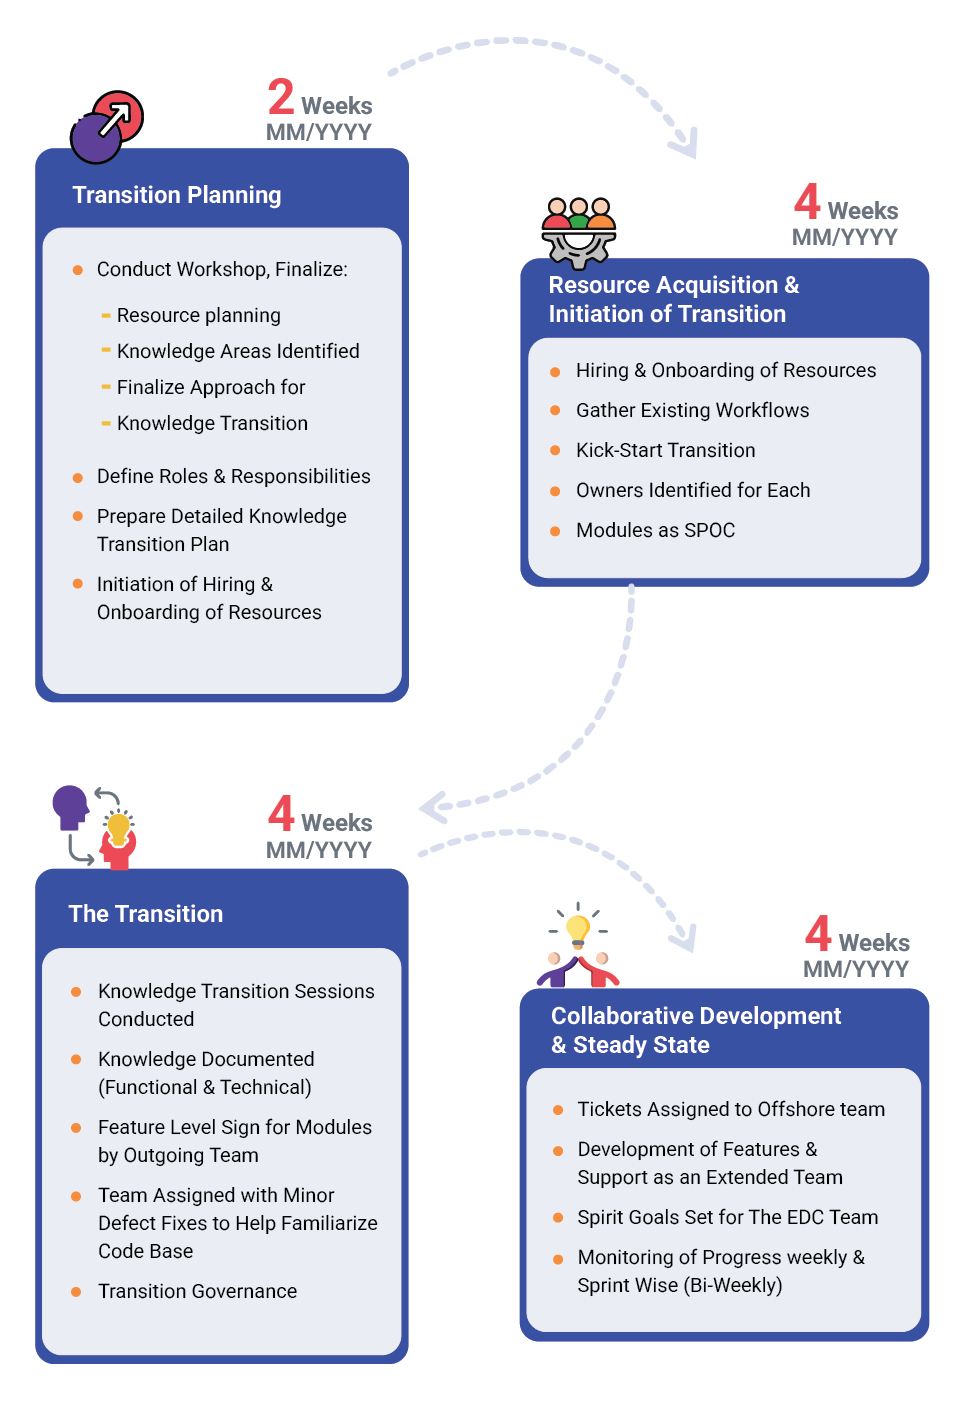 2 Weeks
MM/YYYY
Transition Planning
Conduct Workshop, Finalize:
Resource planning
Knowledge Areas Identified
Finalize Approach for
Knowledge Transition
Define Roles & Responsibilities
Prepare Detailed Knowledge
Transition Plan
Initiation of Hiring &
Onboarding of Resources
4 Weeks
MM/YYYY
Resource Acquisition &
Initiation of Transition
Hiring & Onboarding of Resources
Gather Existing Workflows
Kick-Start Transition
Owners Identified for Each
Modules as SPOC
4 Weeks
MM/YYYY
The Transition
Knowledge Transition Sessions
Conducted
Knowledge Documented
(Functional & Technical)
Feature Level Sign for Modules
by Outgoing Team
Team Assigned with Minor
Defect Fixes to Help Familiarize
Code Base
Transition Governance
4 Weeks
MM/YYYY
Collaborative Development
& Steady State
Tickets Assigned to Offshore team
Development of Features &
Support as an Extended Team
Spirit Goals Set for The EDC Team
Monitoring of Progress weekly &
Sprint Wise (Bi-Weekly)